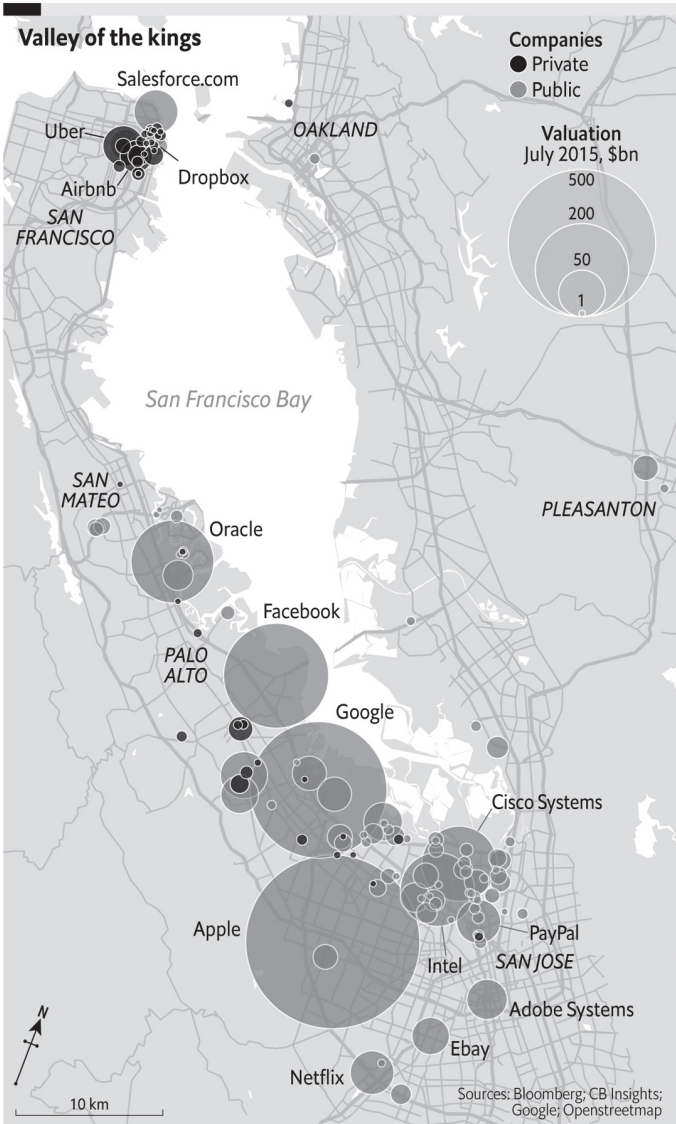 Valley of the kings
Companies
Private
Public
Valuation
July 2015, $bn
500
200
50
1
Salesforce.com
Uber
Airbnb
Dropbox
OAKLAND
SAN
FRANCISCO
San Francisco Bay
SAN
MATEO
PLEASANTON
Oracle
Facebook
PALO
ALTO
Google
Cisco Systems
Apple
PayPal
Intel
SAN JOSE
Adobe Systems
Ebay
Netflix
N
10 km
Sources: Bloomberg; CB Insights;
Google; Openstreetmap